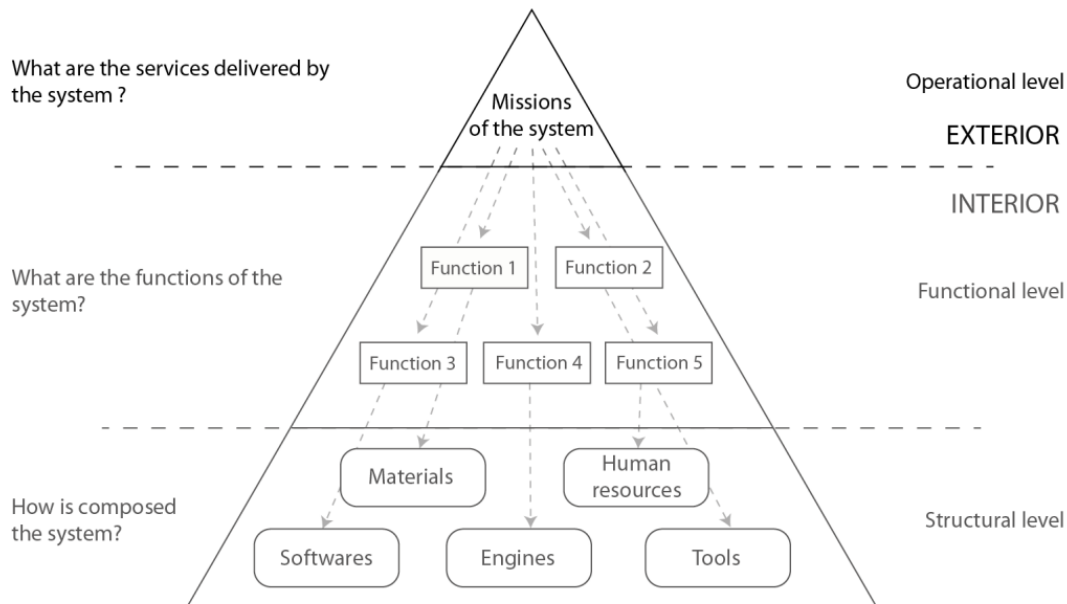 What are the services delivered by
the system ?
Missions
of the system
Operational level
EXTERIOR
INTERIOR
What are the functions of the
system?
Function 1
Function 2
Functional level
Function 3
Function 4
Function 5
How is composed
the system?
Materials
Human
resources
Structural level
Softwares
Engines
Tools